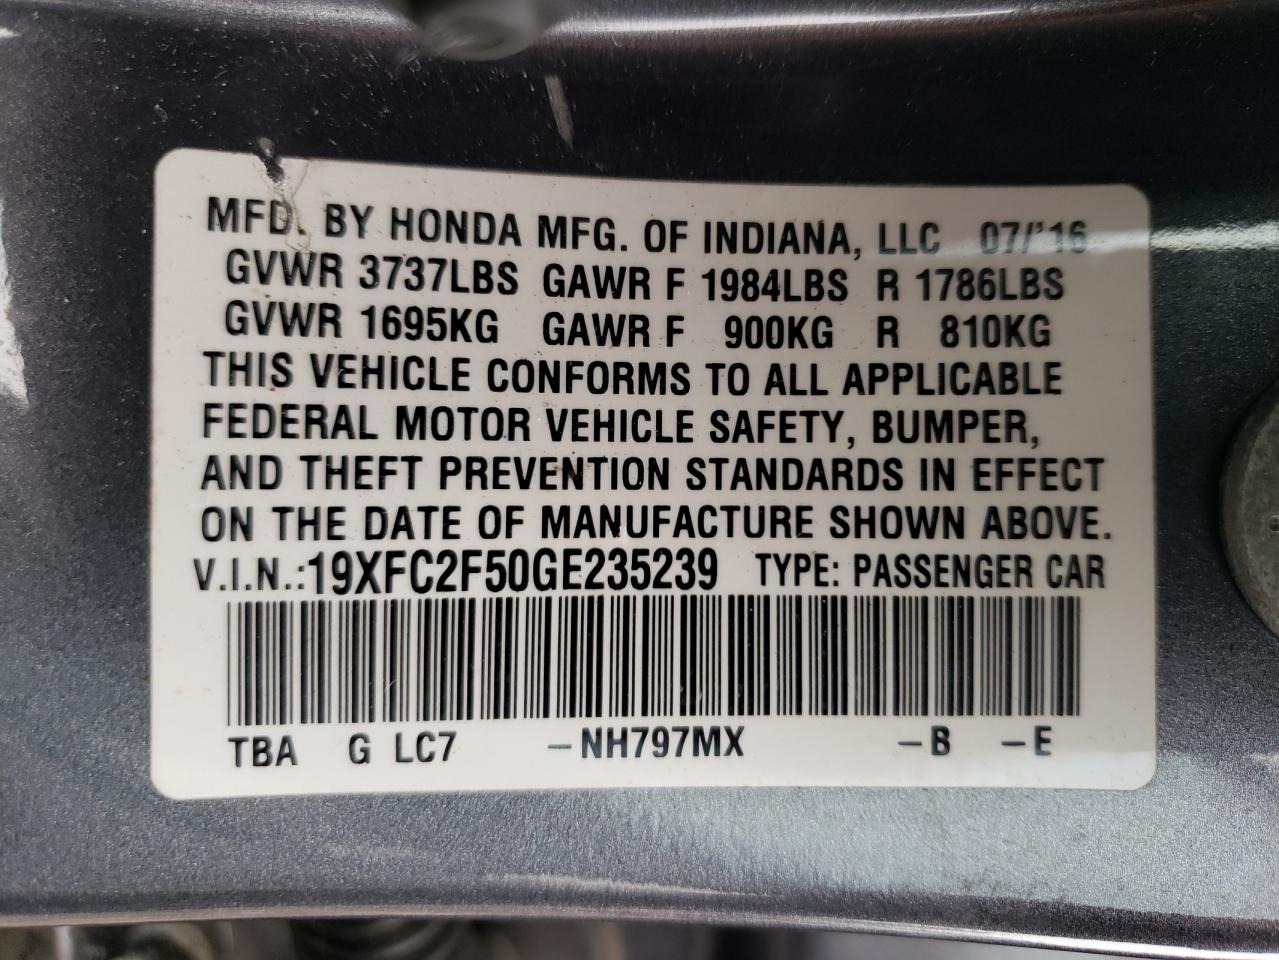 MFD. BY HONDA MFG. OF INDIANA, LLC 07/'16
GVWR 3737LBS GAWR F 1984LBS R 1786LBS
GVWR 1695KG GAWR F 900KG R 810KG
THIS VEHICLE CONFORMS TO ALL APPLICABLE
FEDERAL MOTOR VEHICLE SAFETY, BUMPER,
AND THEFT PREVENTION STANDARDS IN EFFECT
ON THE DATE OF MANUFACTURE SHOWN ABOVE.
V.I.N.:19XFC2F50GE235239 TYPE: PASSENGER CAR
TBA G LC7 -NH797MX -B -E